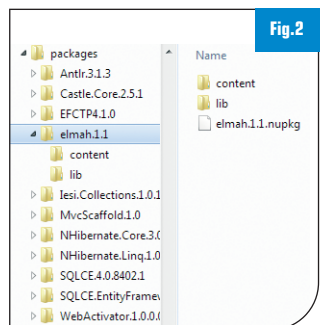 Fig.2
packages
Antlr.3.1.3
Castle.Core.2.5.1
EFCTP4.1.0
elmah.1.1
content
lib
Iesi.Collections.1.0.1
MvcScaffold.1.0
NHibernate.Core.3.0
NHibernate.Linq.1.0
SQLCE.4.0.8402.1
SQLCE.EntityFramew
WebActivator.1.0.0.0
Name
content
lib
elmah.1.1.nupkg